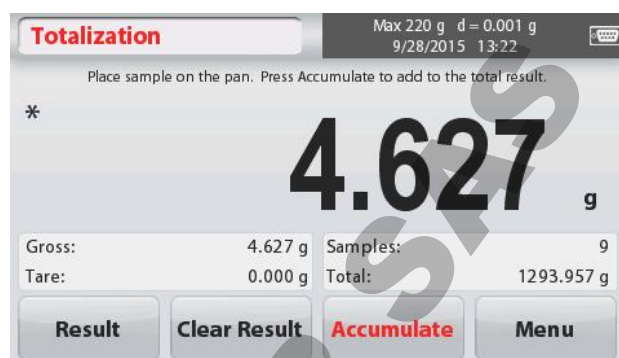 Totalization
Max 220 g d = 0.001 g
9/28/2015 13:22
Place sample on the pan. Press Accumulate to add to the total result.
*
4.627 g
Gross: 4.627 g Samples: 9
Tare: 0.000 g Total: 1293.957 g
Result Clear Result Accumulate Menu
SAS